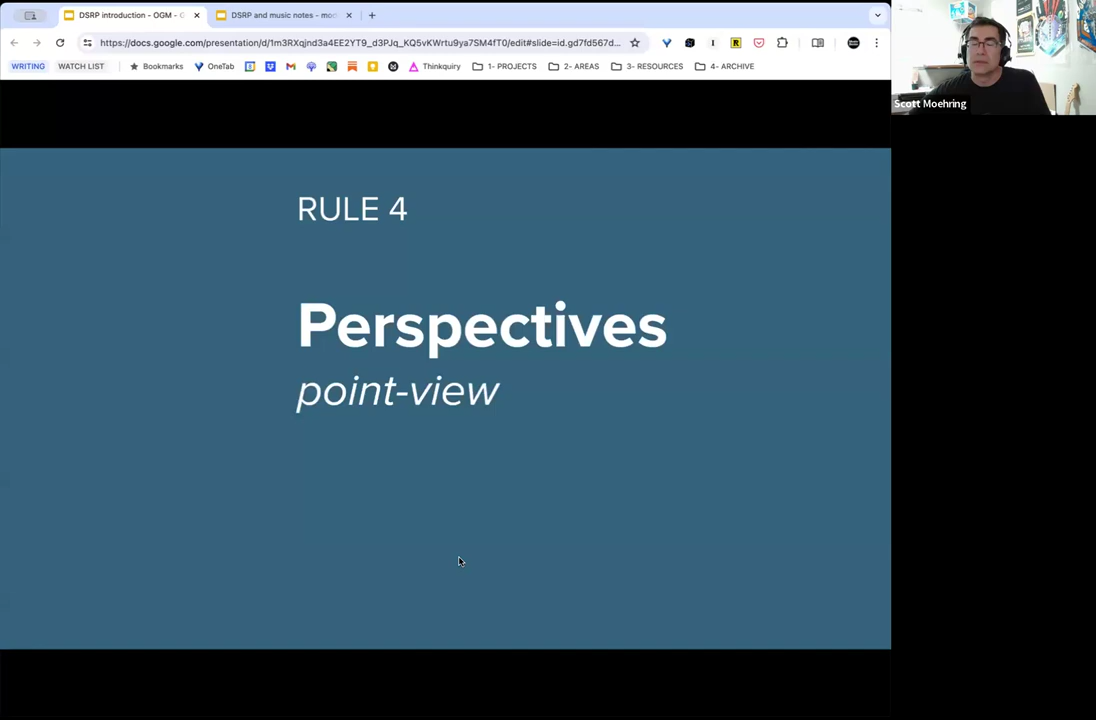 DSRP introduction - OGM -
DSRP and music notes - mo
https://docs.google.com/presentation/d/1m3RXqjnd3a4EE2YT9_d3PJq_KQ5vKWrtu9ya7SM4fT0/edit#slide=id.gd7fd567d...
WRITING WATCH LIST Bookmarks OneTab Thinkquiry 1- PROJECTS 2- AREAS 3- RESOURCES 4- ARCHIVE
Scott Moehring
RULE 4
Perspectives
point-view